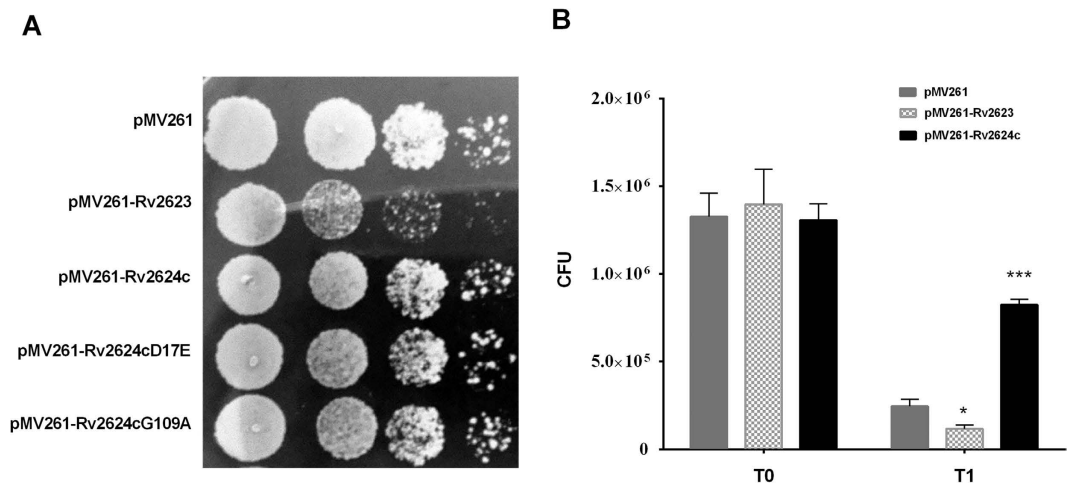 A
pMV261
pMV261-Rv2623
pMV261-Rv2624c
pMV261-Rv2624cD17E
pMV261-Rv2624cG109A
B
pMV261
pMV261-Rv2623
pMV261-Rv2624c
CFU
2.0×10⁶
1.5×10⁶
1.0×10⁶
5.0×10⁵
0
*
***
T0
T1